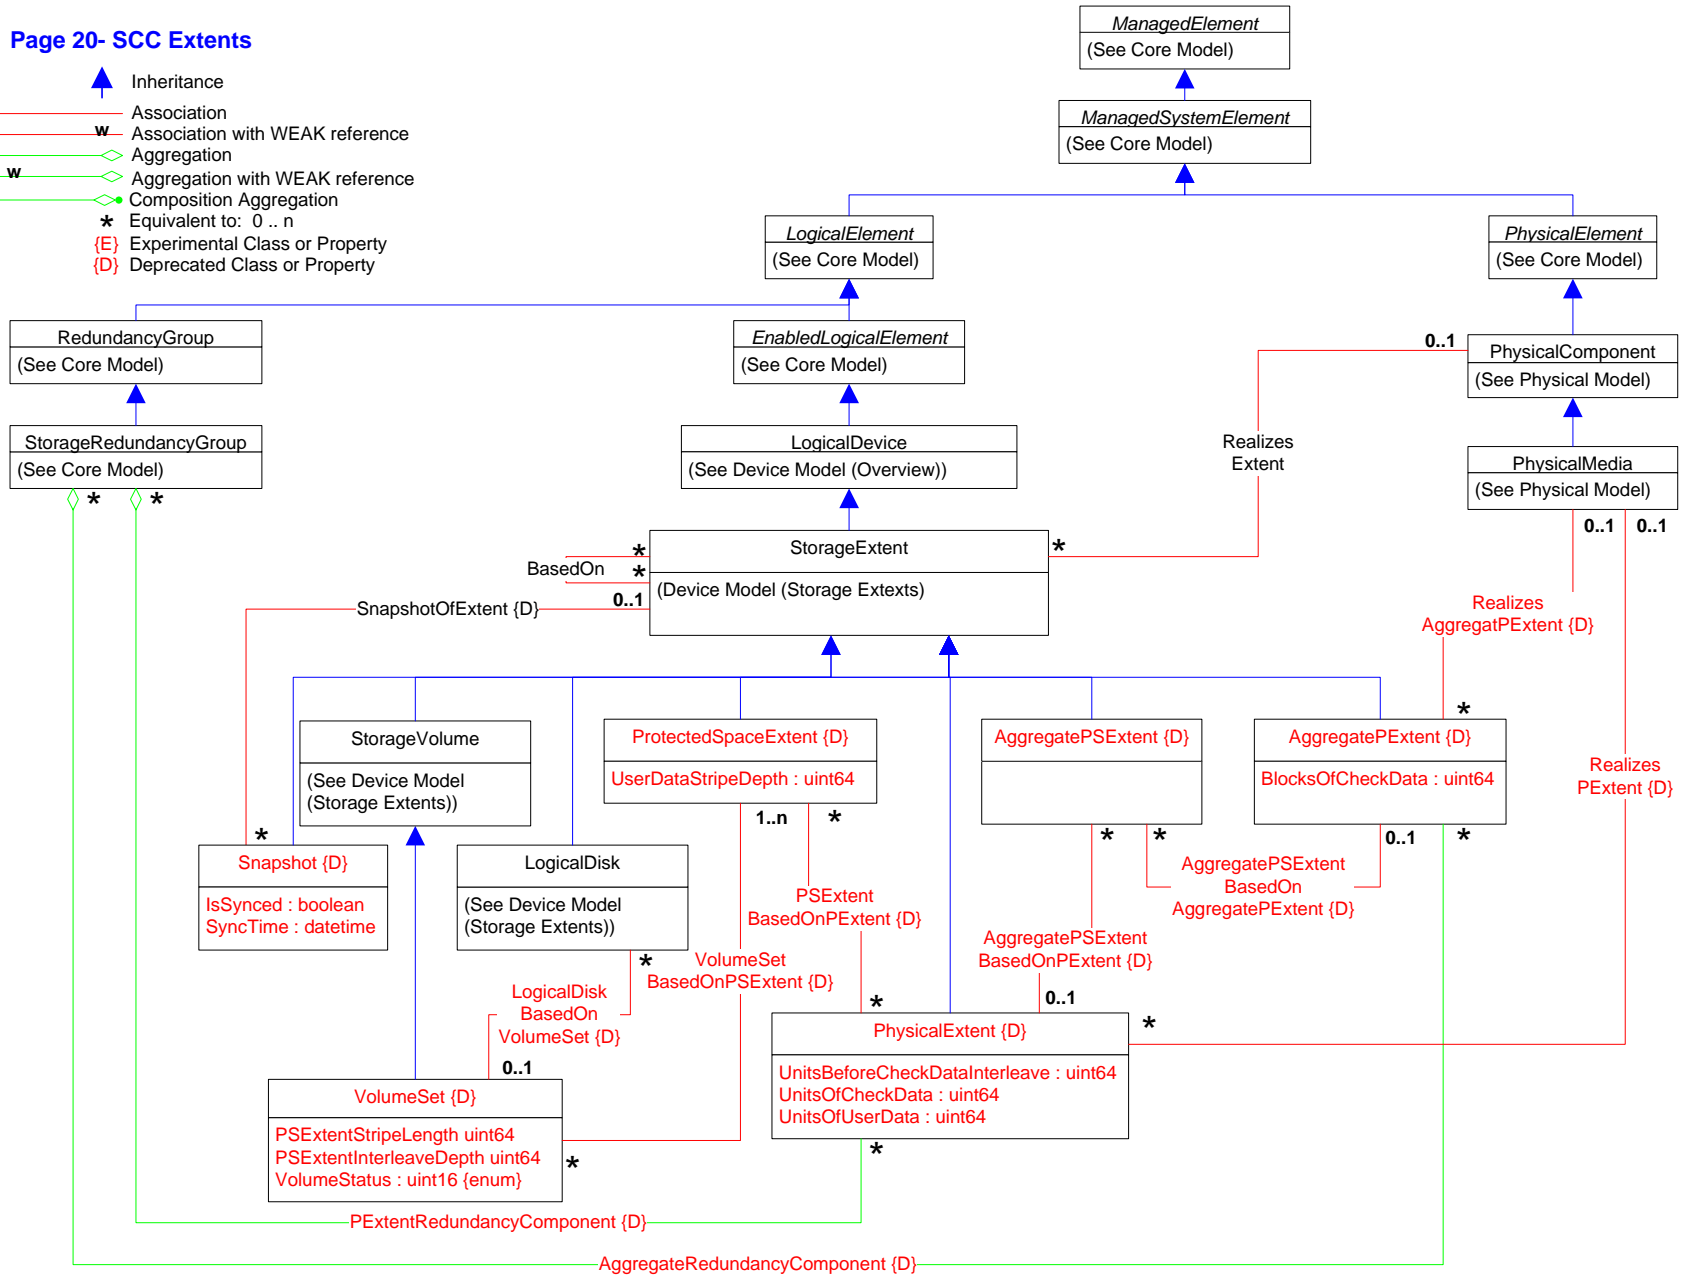 Page 20- SCC Extents
Inheritance
Association
w Association with WEAK reference
Aggregation
w Aggregation with WEAK reference
Composition Aggregation
* Equivalent to: 0 .. n
{E} Experimental Class or Property
{D} Deprecated Class or Property
ManagedElement
(See Core Model)
ManagedSystemElement
(See Core Model)
LogicalElement
(See Core Model)
PhysicalElement
(See Core Model)
RedundancyGroup
(See Core Model)
EnabledLogicalElement
(See Core Model)
0..1
PhysicalComponent
(See Physical Model)
StorageRedundancyGroup
(See Core Model)
* *
LogicalDevice
(See Device Model (Overview))
Realizes
Extent
PhysicalMedia
(See Physical Model)
0..1 0..1
StorageExtent
(Device Model (Storage Extexts)
*
*
BasedOn
*
0..1
SnapshotOfExtent {D}
Realizes
AggregatPExtent {D}
*
StorageVolume
(See Device Model
(Storage Extents))
ProtectedSpaceExtent {D}
UserDataStripeDepth : uint64
1..n *
AggregatePSExtent {D}
* *
AggregatePExtent {D}
BlocksOfCheckData : uint64
0..1 *
Realizes
PExtent {D}
*
Snapshot {D}
IsSynced : boolean
SyncTime : datetime
LogicalDisk
(See Device Model
(Storage Extents))
*
PSExtent
BasedOnPExtent {D}
AggregatePSExtent
BasedOn
AggregatePExtent {D}
VolumeSet
BasedOnPSExtent {D}
AggregatePSExtent
BasedOnPExtent {D}
LogicalDisk
BasedOn
VolumeSet {D}
0..1
*
0..1
*
PhysicalExtent {D}
UnitsBeforeCheckDataInterleave : uint64
UnitsOfCheckData : uint64
UnitsOfUserData : uint64
*
VolumeSet {D}
PSExtentStripeLength uint64
PSExtentInterleaveDepth uint64
VolumeStatus : uint16 {enum}
*
PExtentRedundancyComponent {D}
AggregateRedundancyComponent {D}